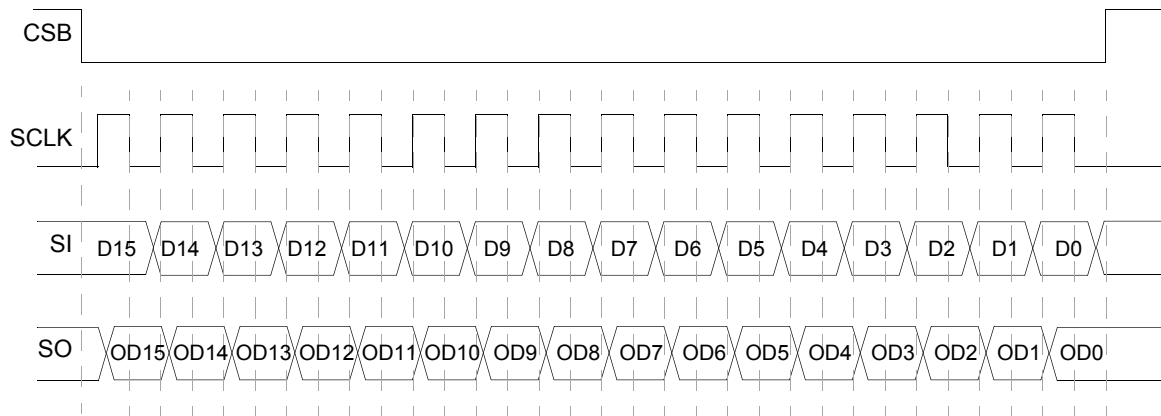 CSB
SCLK
SI D15 D14 D13 D12 D11 D10 D9 D8 D7 D6 D5 D4 D3 D2 D1 D0
SO OD15 OD14 OD13 OD12 OD11 OD10 OD9 OD8 OD7 OD6 OD5 OD4 OD3 OD2 OD1 OD0